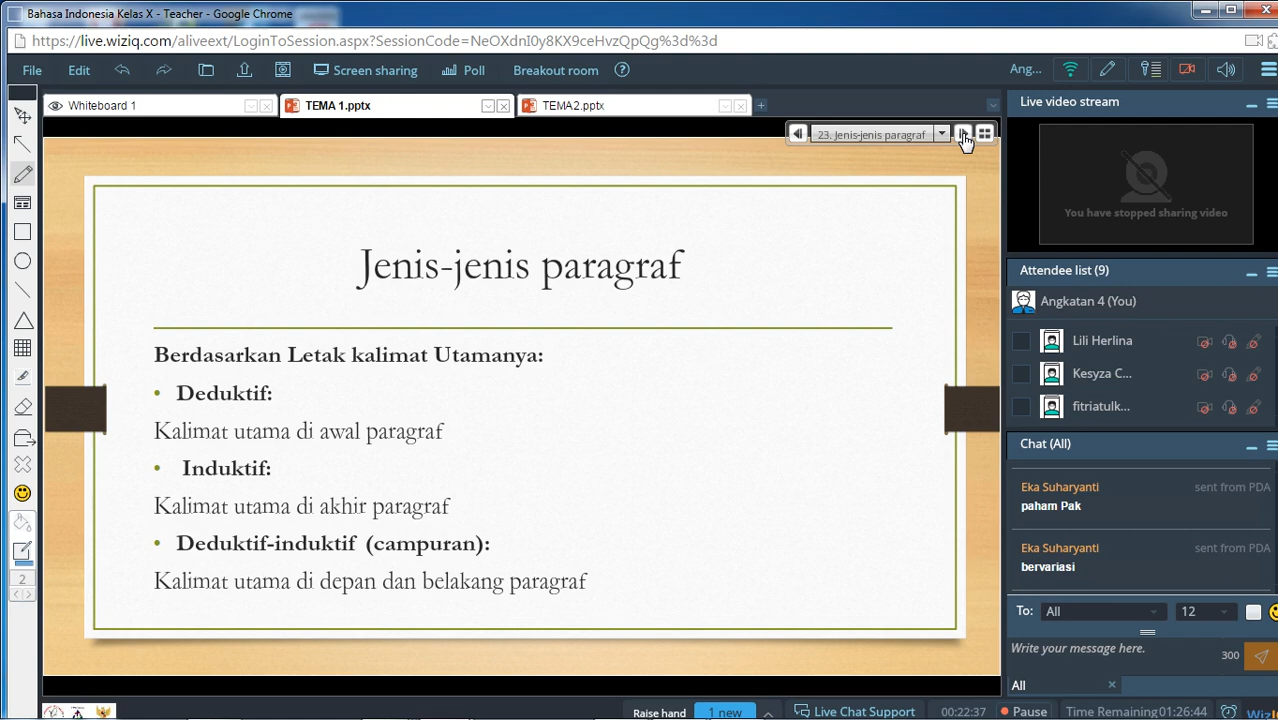 Bahasa Indonesia Kelas X - Teacher - Google Chrome
https://live.wiziq.com/aliveext/LoginToSession.aspx?SessionCode=NeOXdnI0y8KX9ceHvzQpQg%3d%3d
File Edit Screen sharing Poll Breakout room ? Ang...
Whiteboard 1 TEMA 1.pptx TEMA2.pptx +
23. Jenis-jenis paragraf
Jenis-jenis paragraf
Berdasarkan Letak kalimat Utamanya:
• Deduktif:
Kalimat utama di awal paragraf
• Induktif:
Kalimat utama di akhir paragraf
• Deduktif-induktif (campuran):
Kalimat utama di depan dan belakang paragraf
2
Live video stream
You have stopped sharing video
Attendee list (9)
Angkatan 4 (You)
Lili Herlina
Kesyza C...
fitriatulk...
Chat (All)
Eka Suharyanti sent from PDA
paham Pak
Eka Suharyanti sent from PDA
bervariasi
To: All 12
Write your message here. 300
All
Raise hand 1 new Live Chat Support 00:22:37 Pause Time Remaining 01:26:44